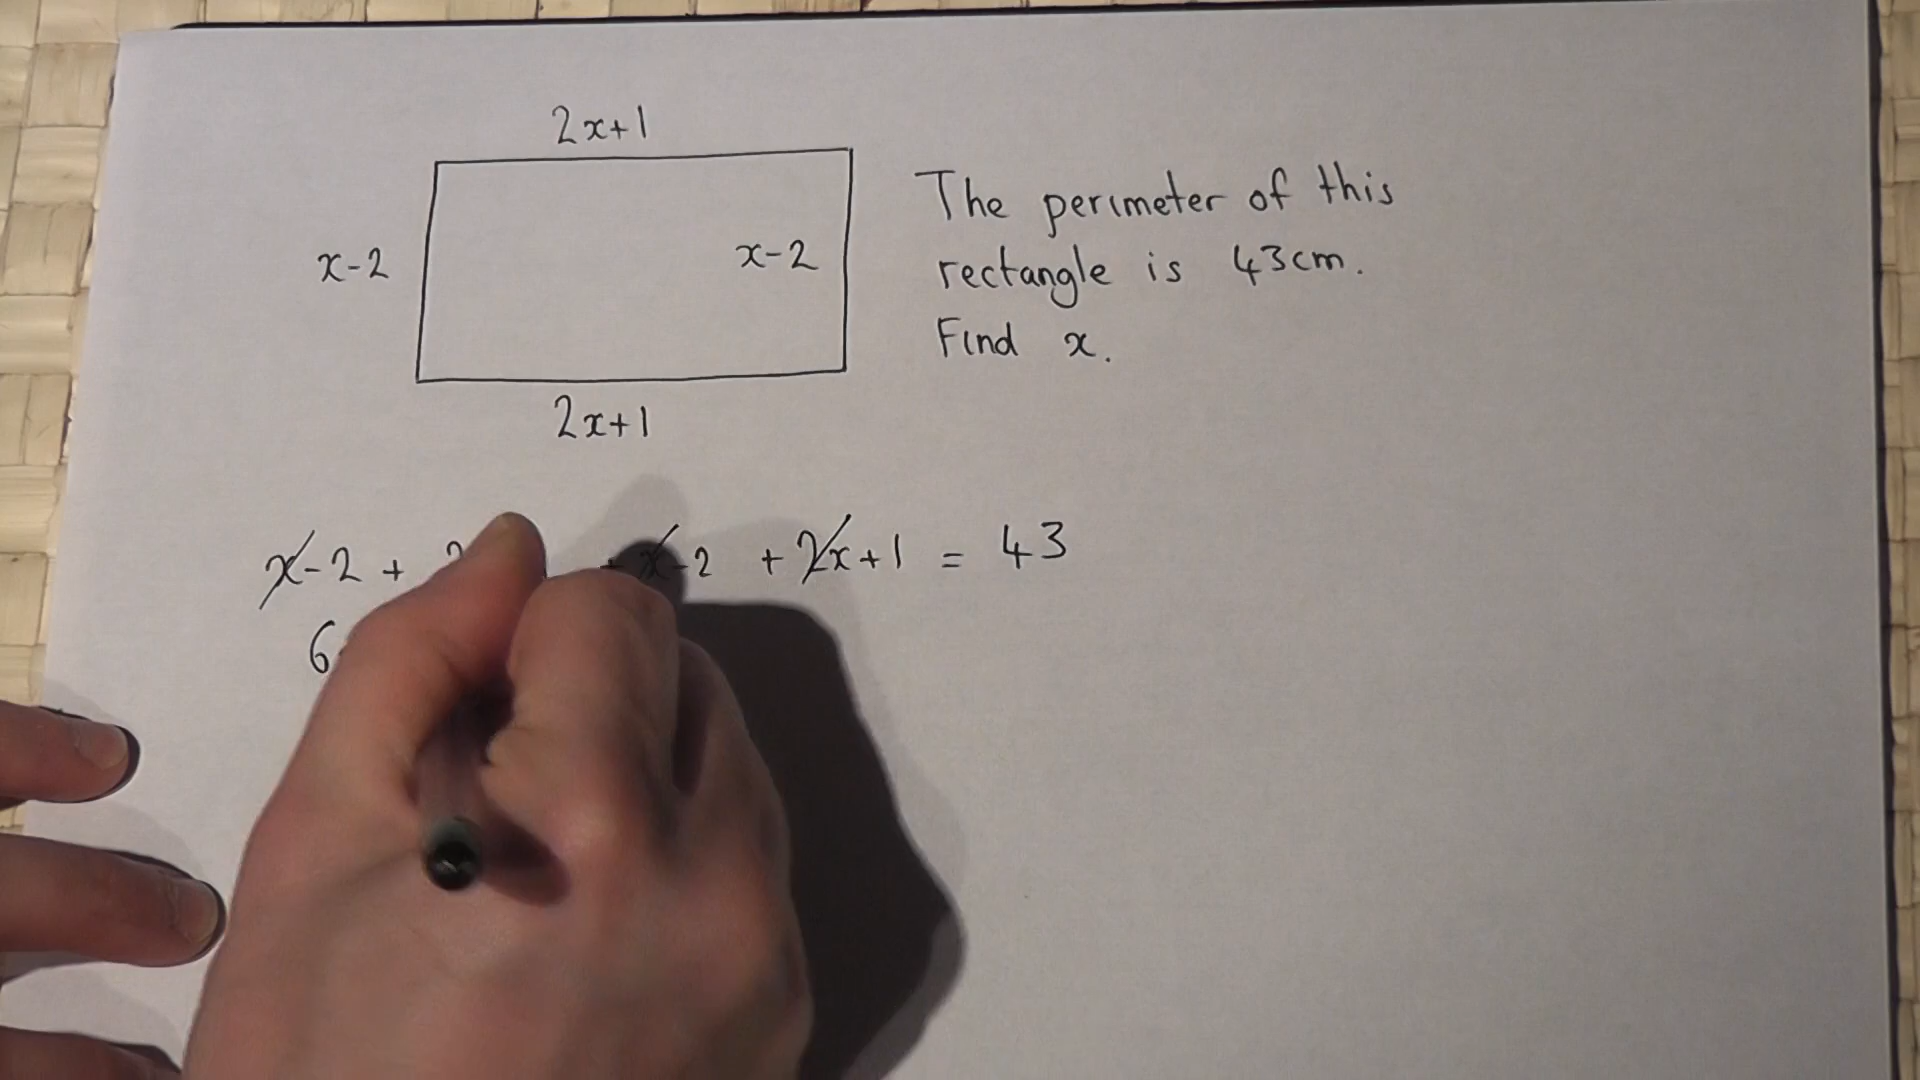 2x+1
The perimeter of this
x-2
x-2
rectangle is 43cm.
Find x.
2x+1
x-2 + 2 + x-2 + 2x+1 = 43
6